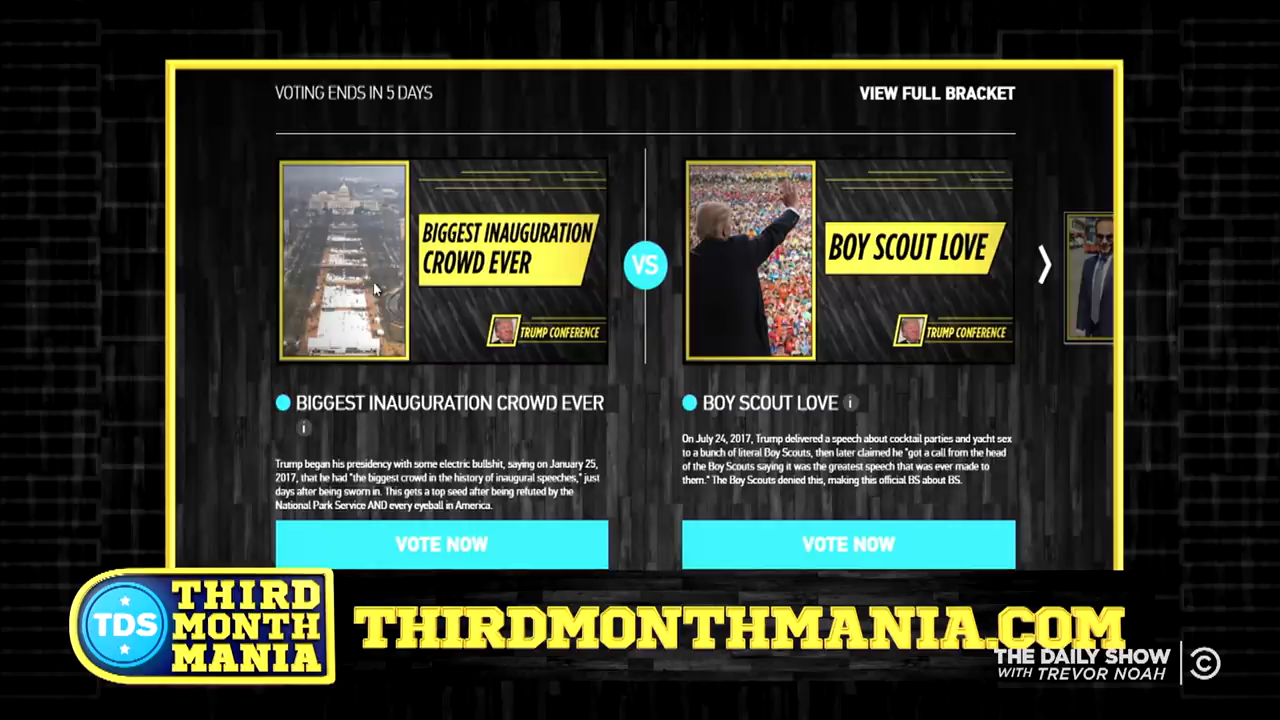 VOTING ENDS IN 5 DAYS
VIEW FULL BRACKET
BIGGEST INAUGURATION
CROWD EVER
TRUMP CONFERENCE
VS
BOY SCOUT LOVE
TRUMP CONFERENCE
BIGGEST INAUGURATION CROWD EVER
i
Trump began his presidency with some electric bullshit, saying on January 25,
2017, that he had "the biggest crowd in the history of inaugural speeches," just
days after being sworn in. This gets a top seed after being refuted by the
National Park Service AND every eyeball in America.
VOTE NOW
BOY SCOUT LOVE i
On July 24, 2017, Trump delivered a speech about cocktail parties and yacht sex
to a bunch of literal Boy Scouts, then later claimed he "got a call from the head
of the Boy Scouts saying it was the greatest speech that was ever made to
them." The Boy Scouts denied this, making this official BS about BS.
VOTE NOW
TDS
THIRD
MONTH
MANIA
THIRDMONTHMANIA.COM
THE DAILY SHOW
WITH TREVOR NOAH